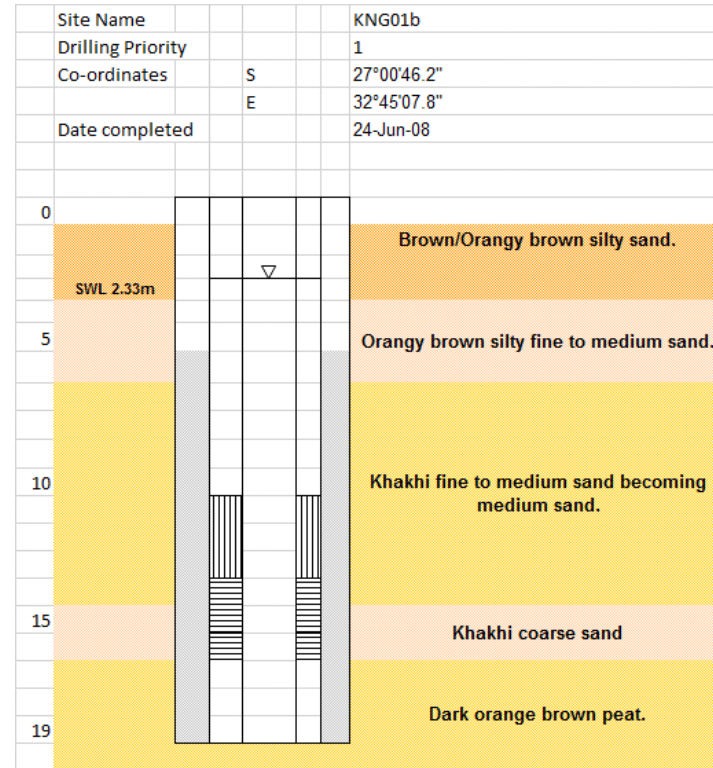 Site Name KNG01b
Drilling Priority 1
Co-ordinates S 27°00'46.2"
E 32°45'07.8"
Date completed 24-Jun-08
0
Brown/Orangy brown silty sand.
SWL 2.33m
5
Orangy brown silty fine to medium sand.
10
Khakhi fine to medium sand becoming
medium sand.
15
Khakhi coarse sand
Dark orange brown peat.
19